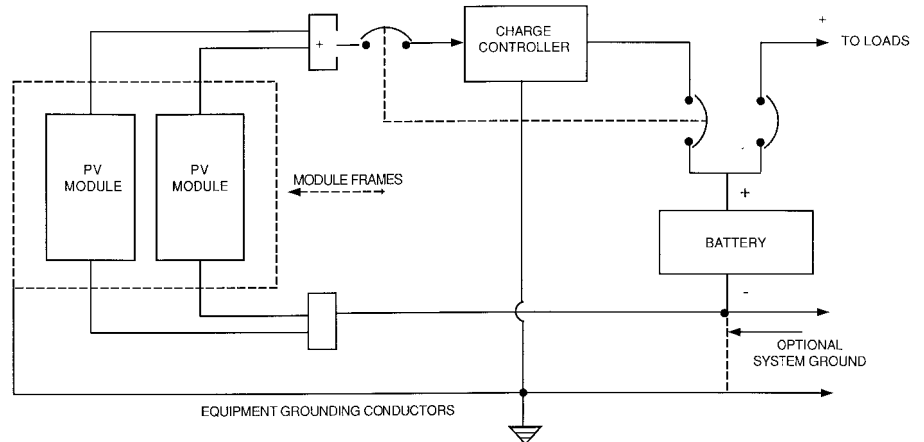 +
CHARGE
CONTROLLER
+
TO LOADS
PV
MODULE
PV
MODULE
MODULE FRAMES
+
BATTERY
-
OPTIONAL
SYSTEM GROUND
EQUIPMENT GROUNDING CONDUCTORS